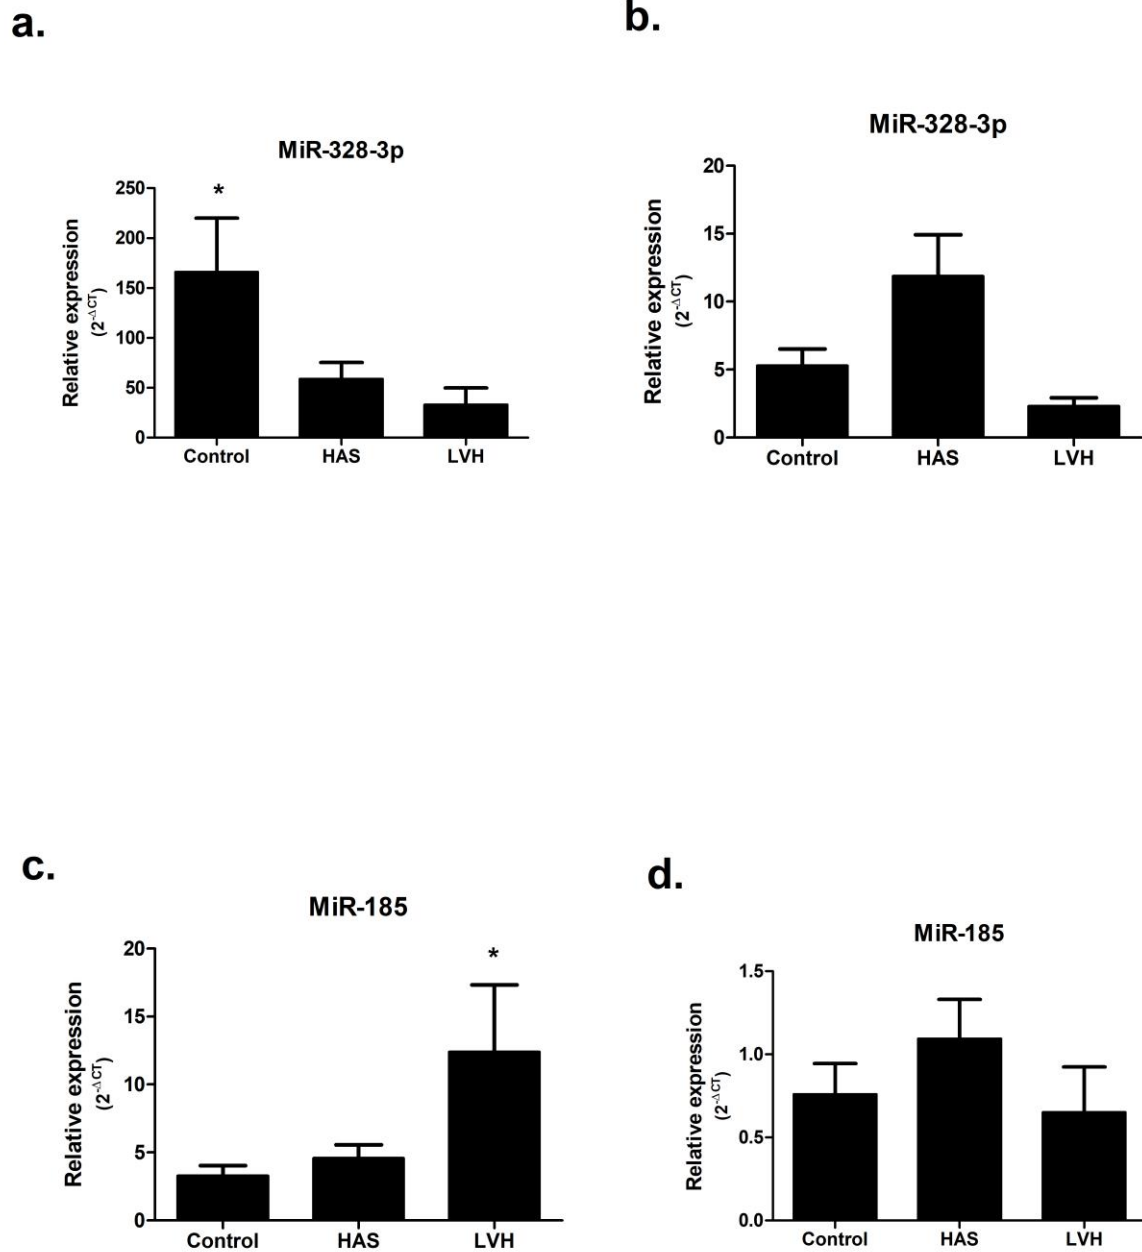 a.
MiR-328-3p
*
Relative expression
(2-ΔCT)
250
200
150
100
50
0
Control HAS LVH
b.
MiR-328-3p
Relative expression
(2-ΔCT)
20
15
10
5
0
Control HAS LVH
c.
MiR-185
*
Relative expression
(2-ΔCT)
20
15
10
5
0
Control HAS LVH
d.
MiR-185
Relative expression
(2-ΔCT)
1.5
1.0
0.5
0.0
Control HAS LVH